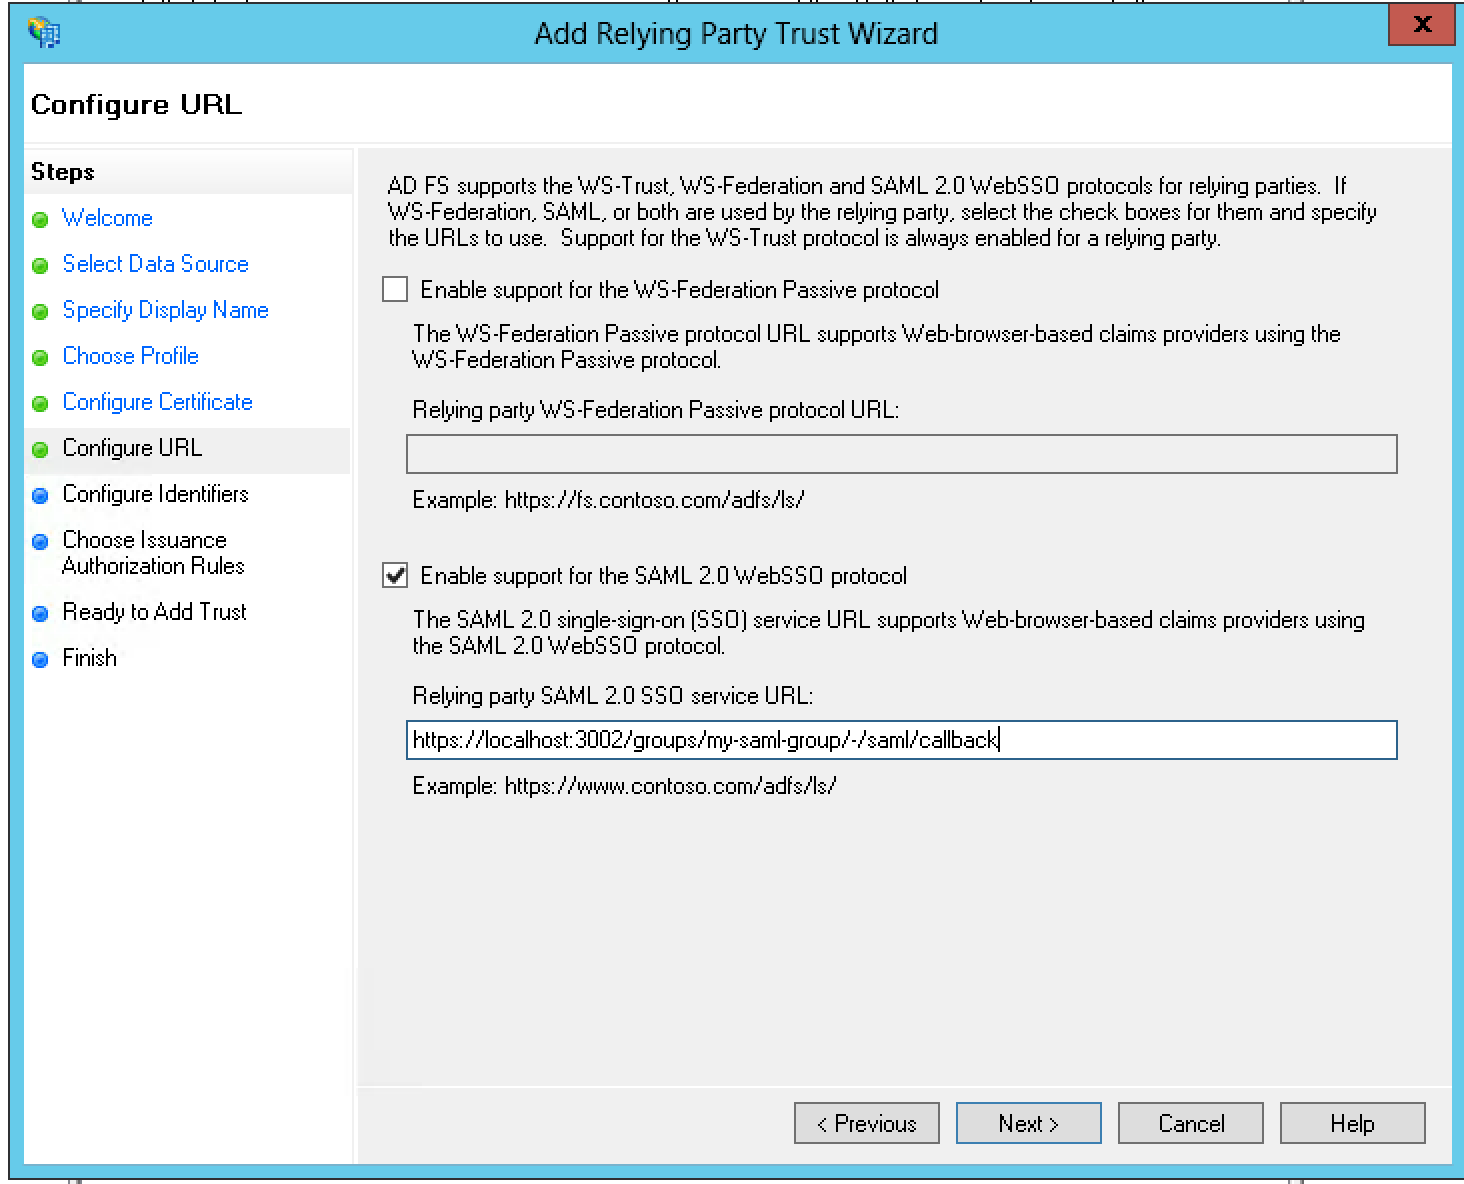 Add Relying Party Trust Wizard
x
Configure URL
Steps
Welcome
Select Data Source
Specify Display Name
Choose Profile
Configure Certificate
Configure URL
Configure Identifiers
Choose Issuance
Authorization Rules
Ready to Add Trust
Finish
AD FS supports the WS-Trust, WS-Federation and SAML 2.0 WebSSO protocols for relying parties.  If
WS-Federation, SAML, or both are used by the relying party, select the check boxes for them and specify
the URLs to use.  Support for the WS-Trust protocol is always enabled for a relying party.
Enable support for the WS-Federation Passive protocol
The WS-Federation Passive protocol URL supports Web-browser-based claims providers using the
WS-Federation Passive protocol.
Relying party WS-Federation Passive protocol URL:
Example: https://fs.contoso.com/adfs/ls/
Enable support for the SAML 2.0 WebSSO protocol
The SAML 2.0 single-sign-on (SSO) service URL supports Web-browser-based claims providers using
the SAML 2.0 WebSSO protocol.
Relying party SAML 2.0 SSO service URL:
https://localhost:3002/groups/my-saml-group/-/saml/callback
Example: https://www.contoso.com/adfs/ls/
< Previous
Next >
Cancel
Help